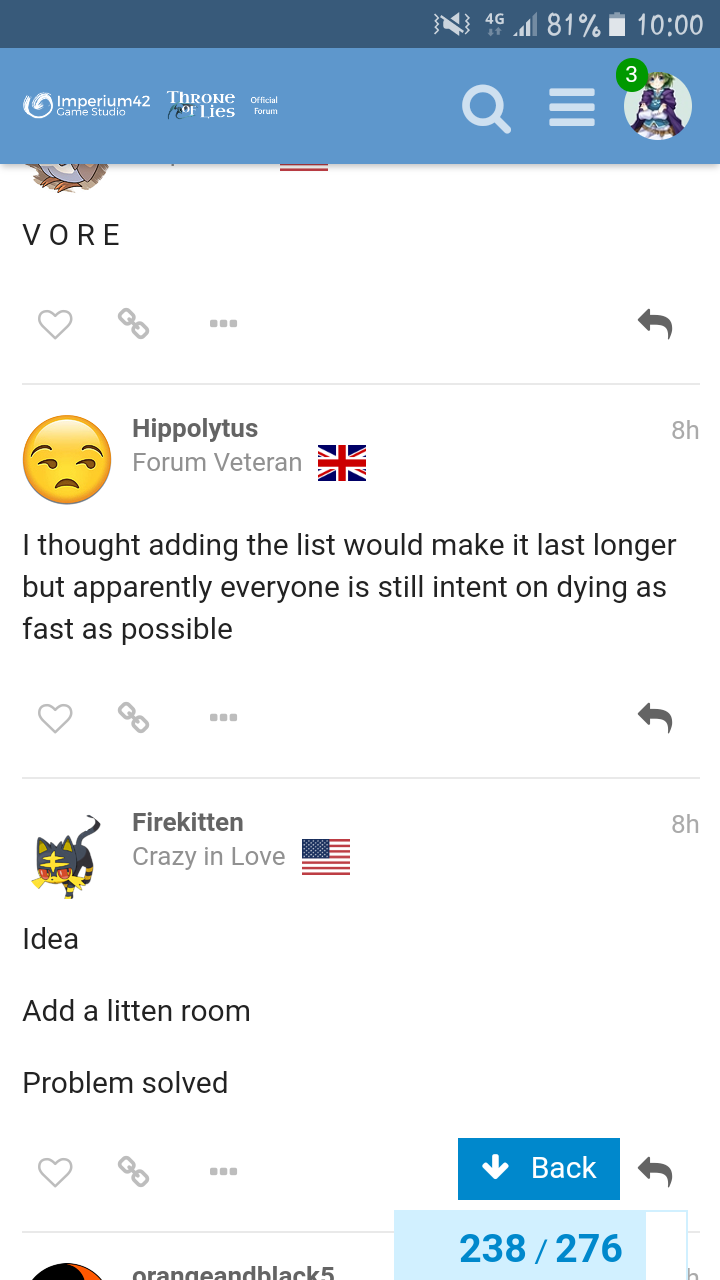 4G 81% 10:00
3
Imperium42
Game Studio
Throne
of Lies
Official
Forum
V O R E
Hippolytus 8h
Forum Veteran
I thought adding the list would make it last longer
but apparently everyone is still intent on dying as
fast as possible
Firekitten 8h
Crazy in Love
Idea
Add a litten room
Problem solved
Back
238 / 276
orangeandblack5